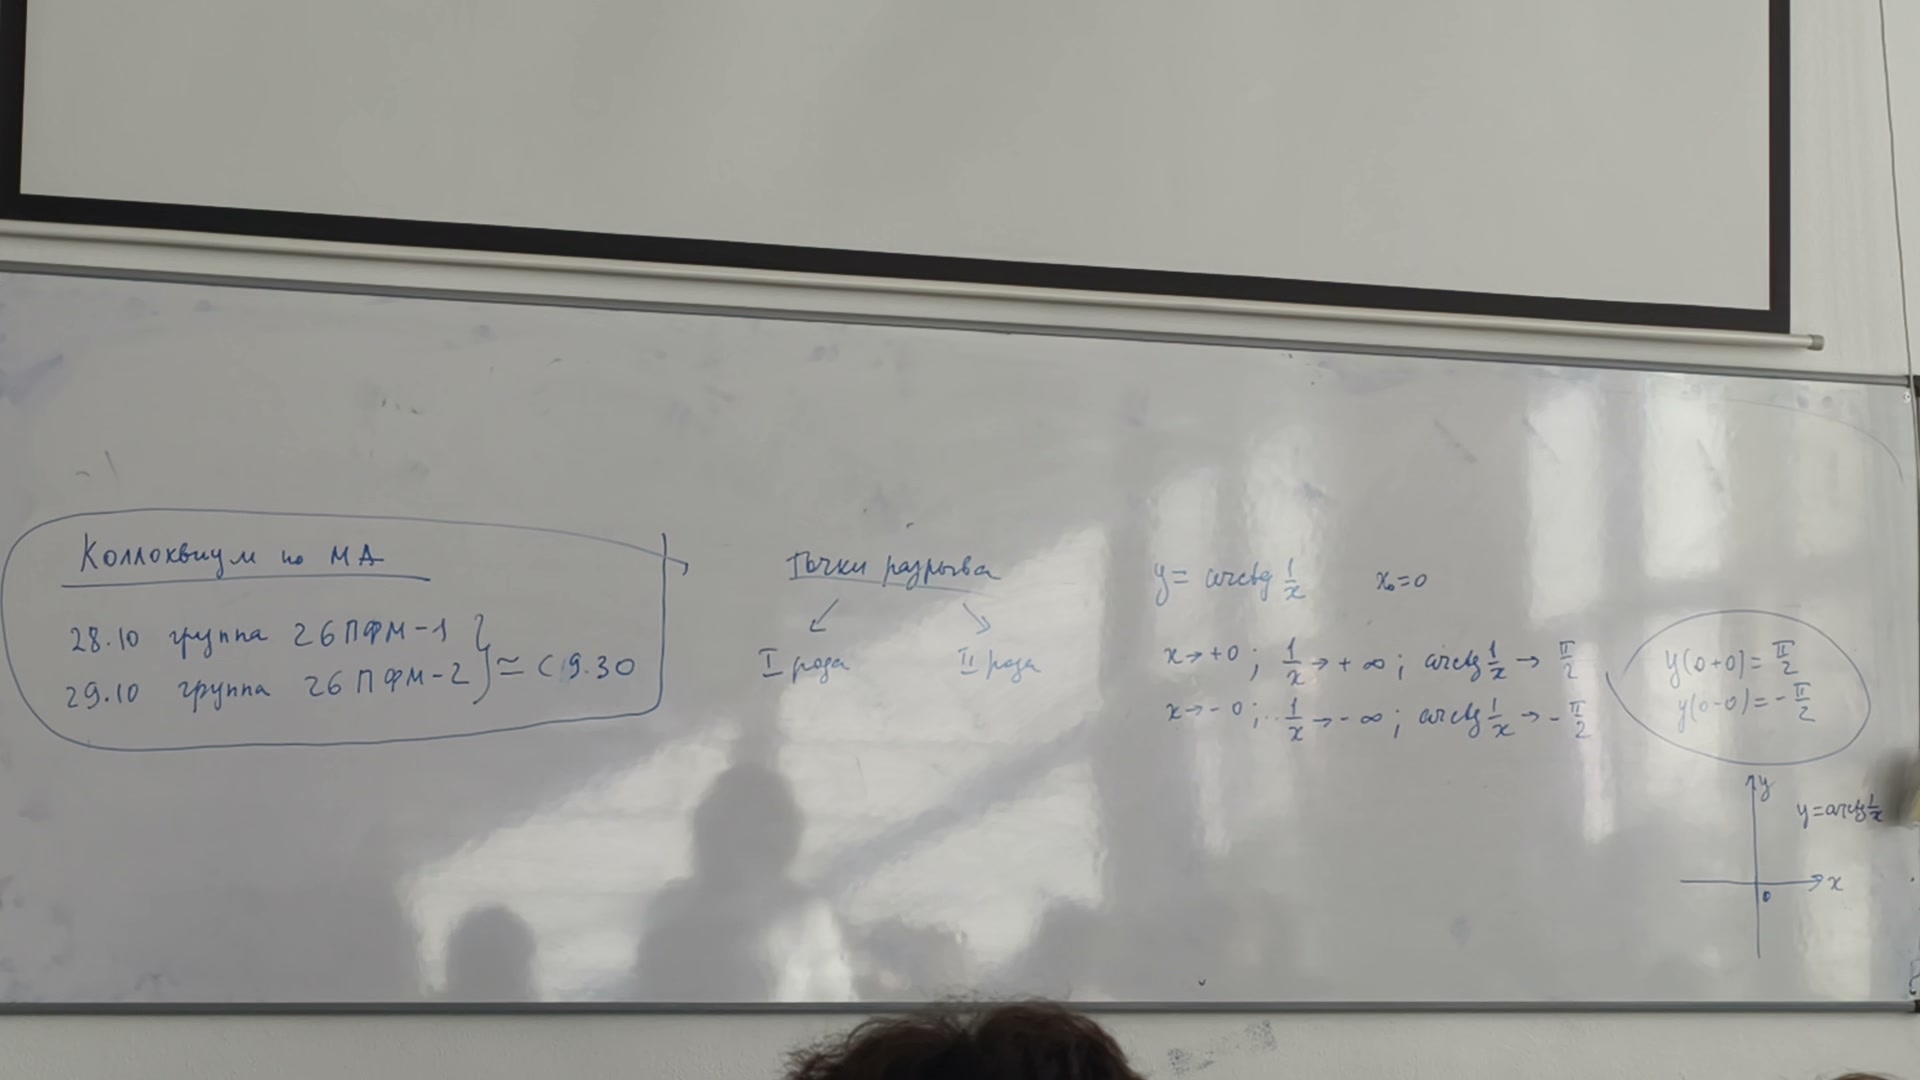 Коллоквиум по МА
28.10 группа 26ПФМ-1
29.10 группа 26ПФМ-2
} ≃ С 9.30
Точки разрыва
↙ ↘
I рода II рода
y = arctg 1/x x₀=0
x→+0; 1/x→+∞; arctg 1/x → π/2
x→-0; 1/x→-∞; arctg 1/x → -π/2
y(0+0)= π/2
y(0-0)= -π/2
y
y=arctg 1/x
x
0